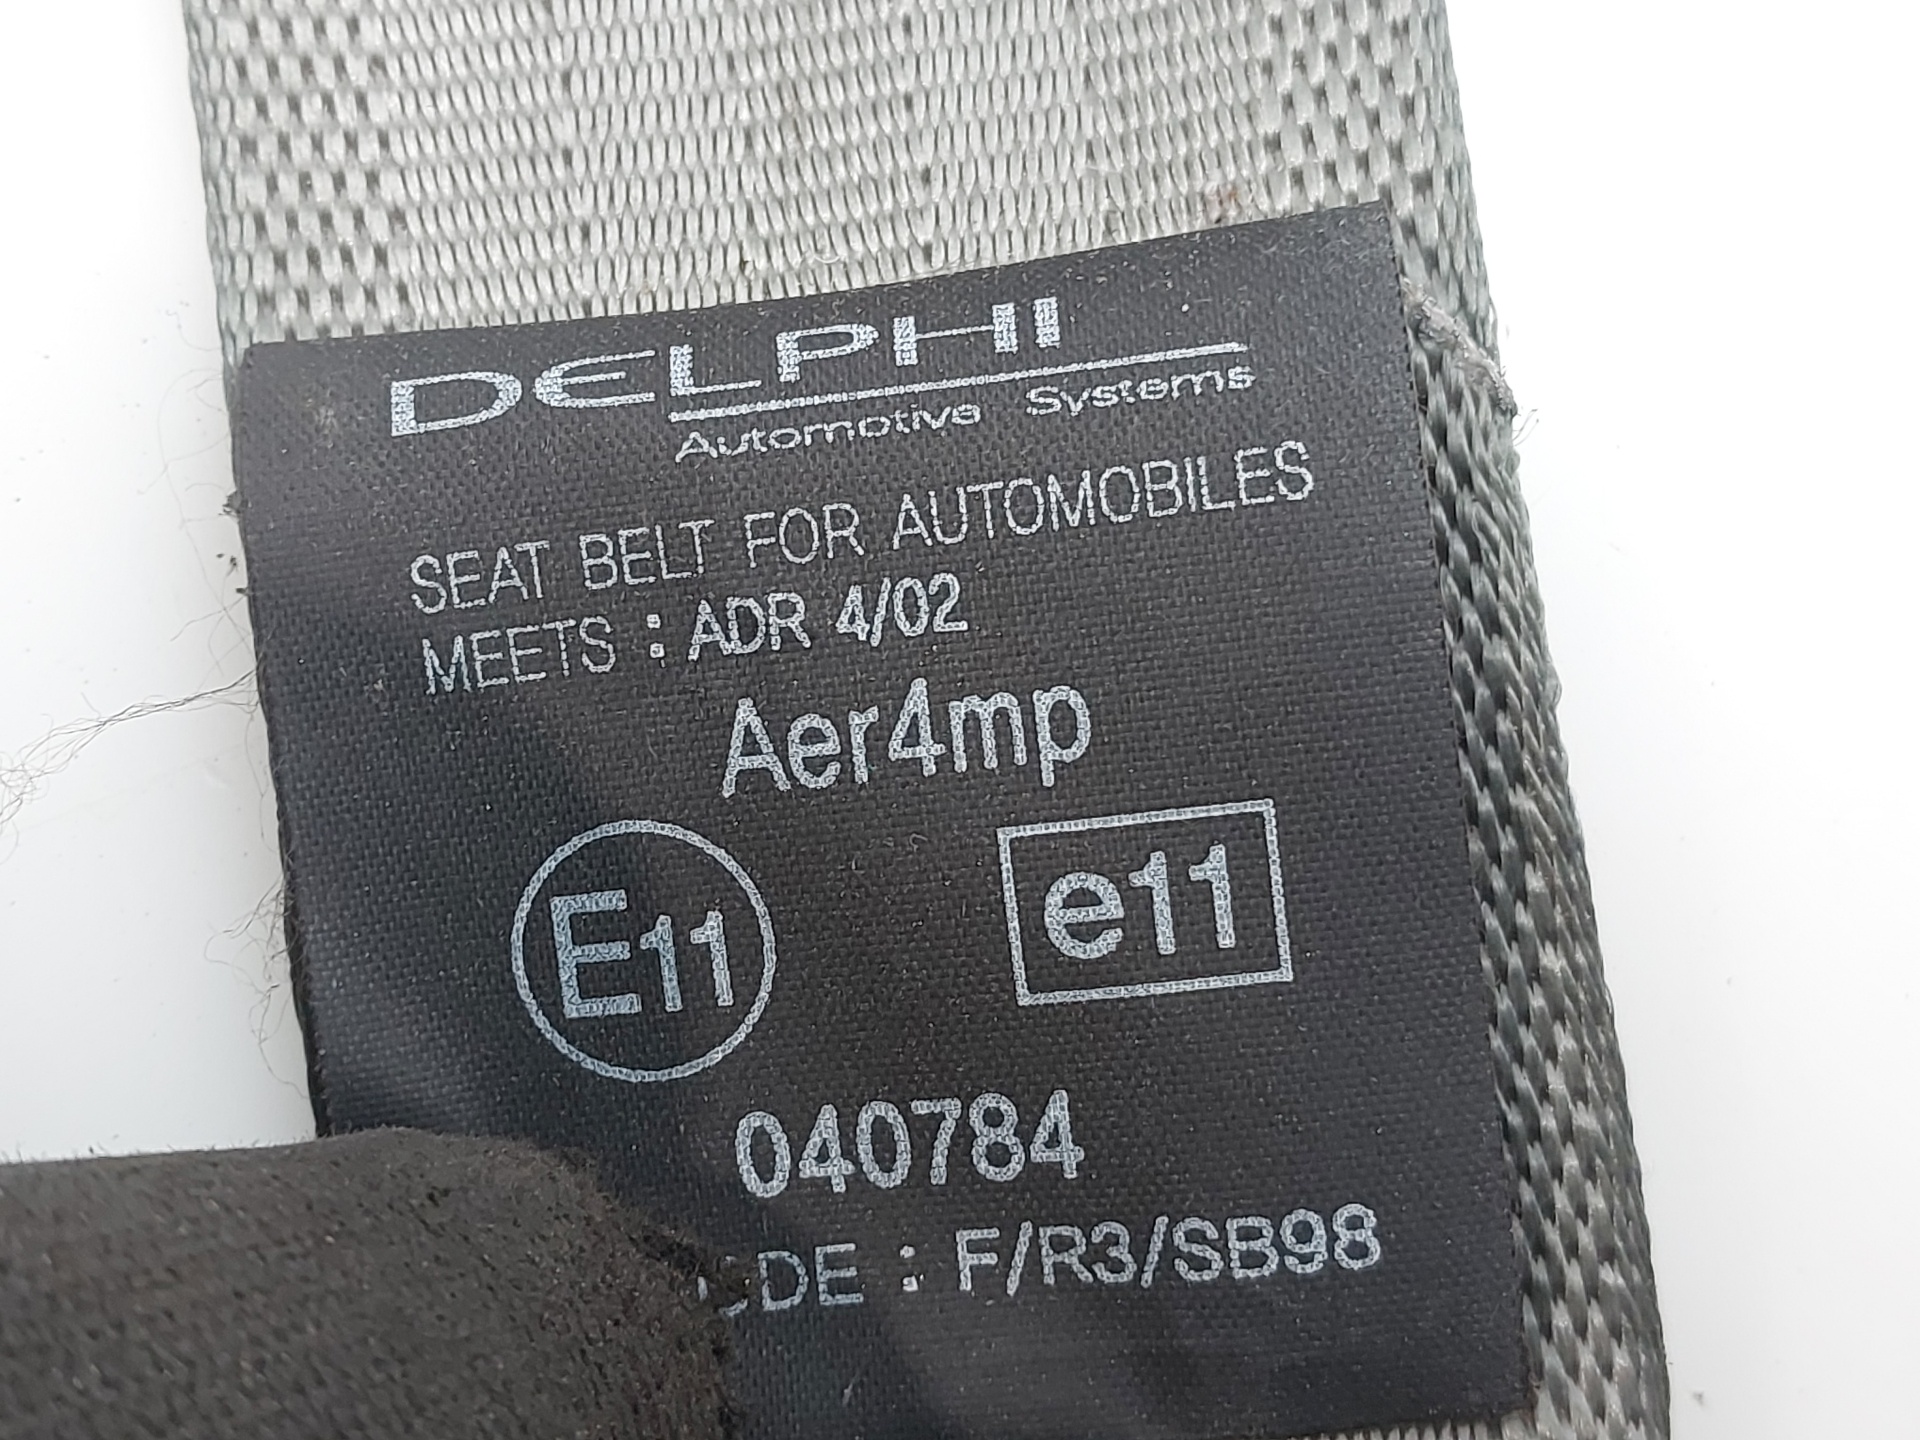 DELPHI
Automotive Systems
SEAT BELT FOR AUTOMOBILES
MEETS : ADR 4/02
Aer4mp
E11 e11
040784
: F/R3/SB98